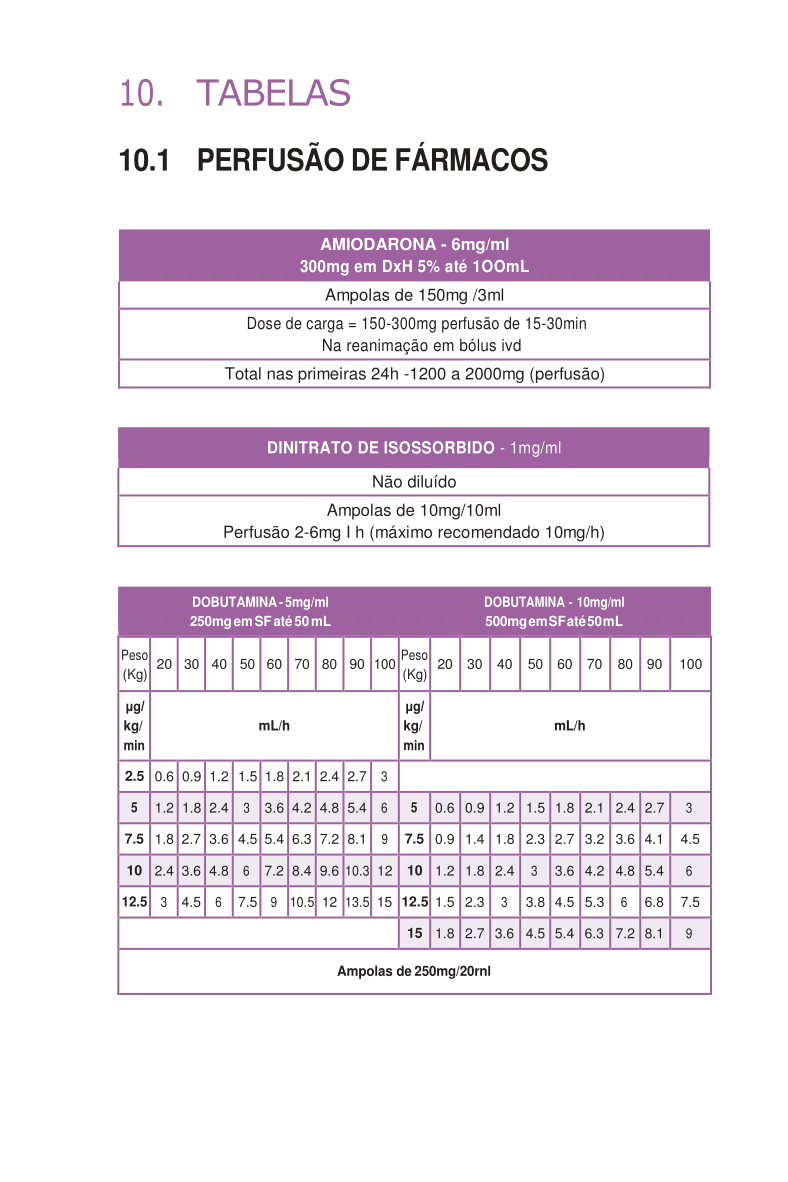 10. TABELAS
10.1 PERFUSÃO DE FÁRMACOS
AMIODARONA - 6mg/ml
300mg em DxH 5% até 1OOmL
Ampolas de 150mg /3ml
Dose de carga = 150-300mg perfusão de 15-30min
Na reanimação em bólus ivd
Total nas primeiras 24h -1200 a 2000mg (perfusão)
DINITRATO DE ISOSSORBIDO - 1mg/ml
Não diluído
Ampolas de 10mg/10ml
Perfusão 2-6mg I h (máximo recomendado 10mg/h)
DOBUTAMINA - 5mg/ml DOBUTAMINA - 10mg/ml
250mg em SF até 50 mL 500mg em SF até 50 mL
Peso (Kg) 20 30 40 50 60 70 80 90 100 Peso (Kg) 20 30 40 50 60 70 80 90 100
µg/ kg/ min mL/h µg/ kg/ min mL/h
2.5 0.6 0.9 1.2 1.5 1.8 2.1 2.4 2.7 3
5 1.2 1.8 2.4 3 3.6 4.2 4.8 5.4 6 5 0.6 0.9 1.2 1.5 1.8 2.1 2.4 2.7 3
7.5 1.8 2.7 3.6 4.5 5.4 6.3 7.2 8.1 9 7.5 0.9 1.4 1.8 2.3 2.7 3.2 3.6 4.1 4.5
10 2.4 3.6 4.8 6 7.2 8.4 9.6 10.3 12 10 1.2 1.8 2.4 3 3.6 4.2 4.8 5.4 6
12.5 3 4.5 6 7.5 9 10.5 12 13.5 15 12.5 1.5 2.3 3 3.8 4.5 5.3 6 6.8 7.5
15 1.8 2.7 3.6 4.5 5.4 6.3 7.2 8.1 9
Ampolas de 250mg/20rnl